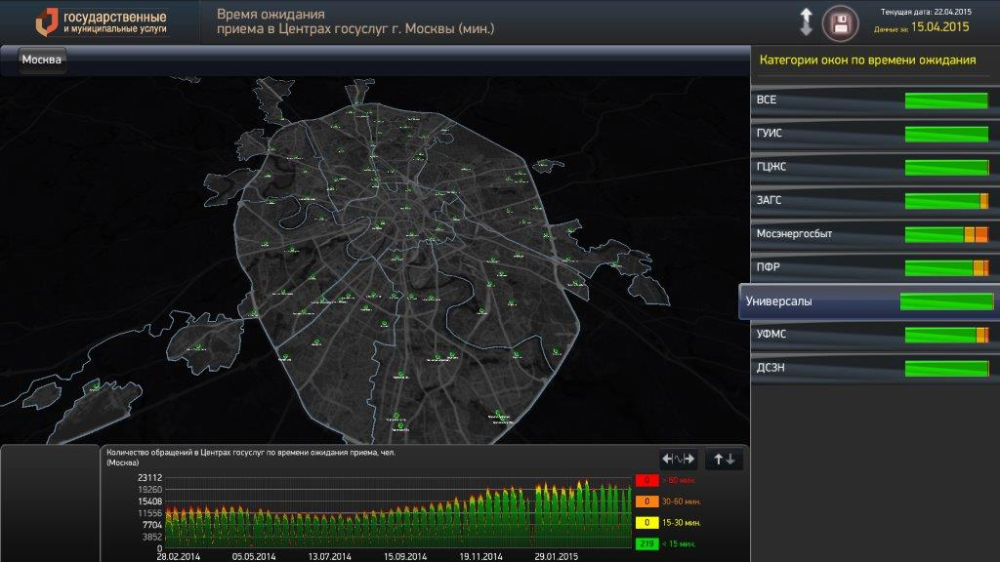 государственные
и муниципальные услуги
Время ожидания
приема в Центрах госуслуг г. Москвы (мин.)
Текущая дата: 22.04.2015
Данные за: 15.04.2015
Москва
Категории окон по времени ожидания
ВСЕ
ГУИС
ГЦЖС
ЗАГС
Мосэнергосбыт
ПФР
Универсалы
УФМС
ДСЗН
Количество обращений в Центрах госуслуг по времени ожидания приема, чел.
(Москва)
23112
19260
15408
11556
7704
3852
0
28.02.2014 05.05.2014 13.07.2014 15.09.2014 19.11.2014 29.01.2015
0 > 60 мин.
0 30-60 мин.
0 15-30 мин.
219 < 15 мин.